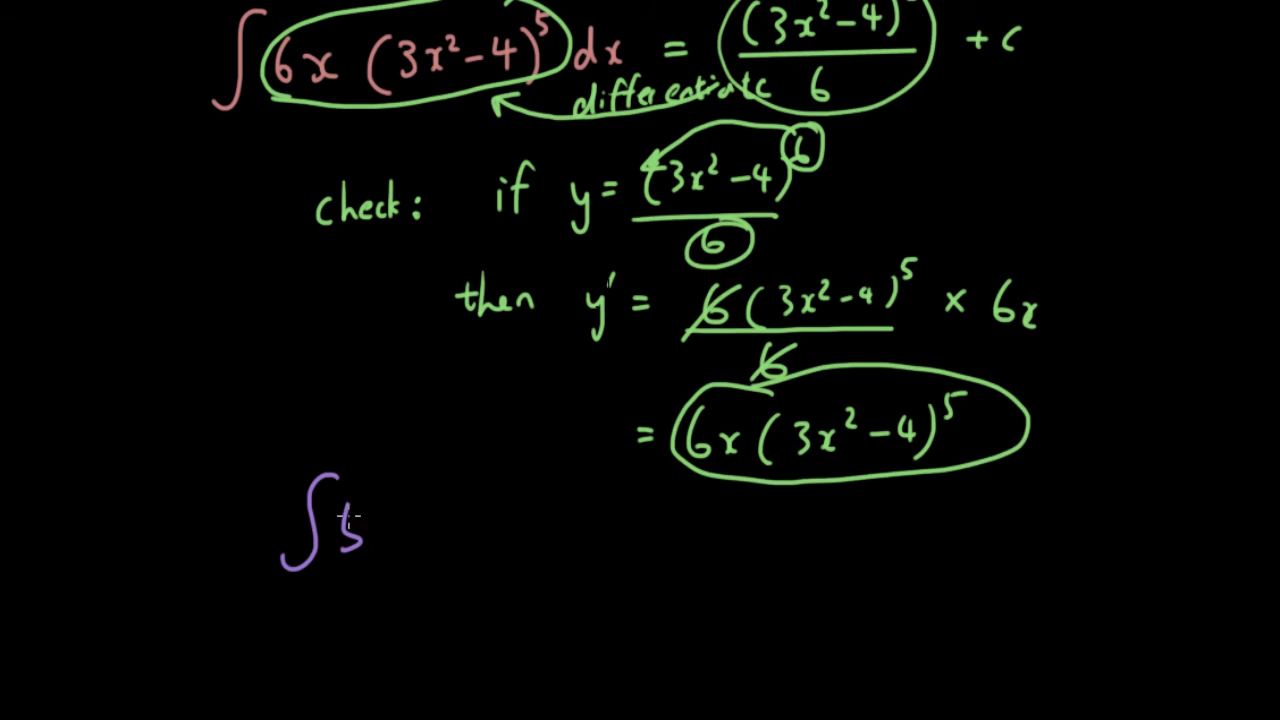 ∫ 6x (3x² − 4)⁵ dx = (3x² − 4) / 6 + c
differentiate
check: if y = (3x² − 4)⁶ / 6
then y' = 6(3x² − 4)⁵ / 6 × 6x
= 6x(3x² − 4)⁵
∫